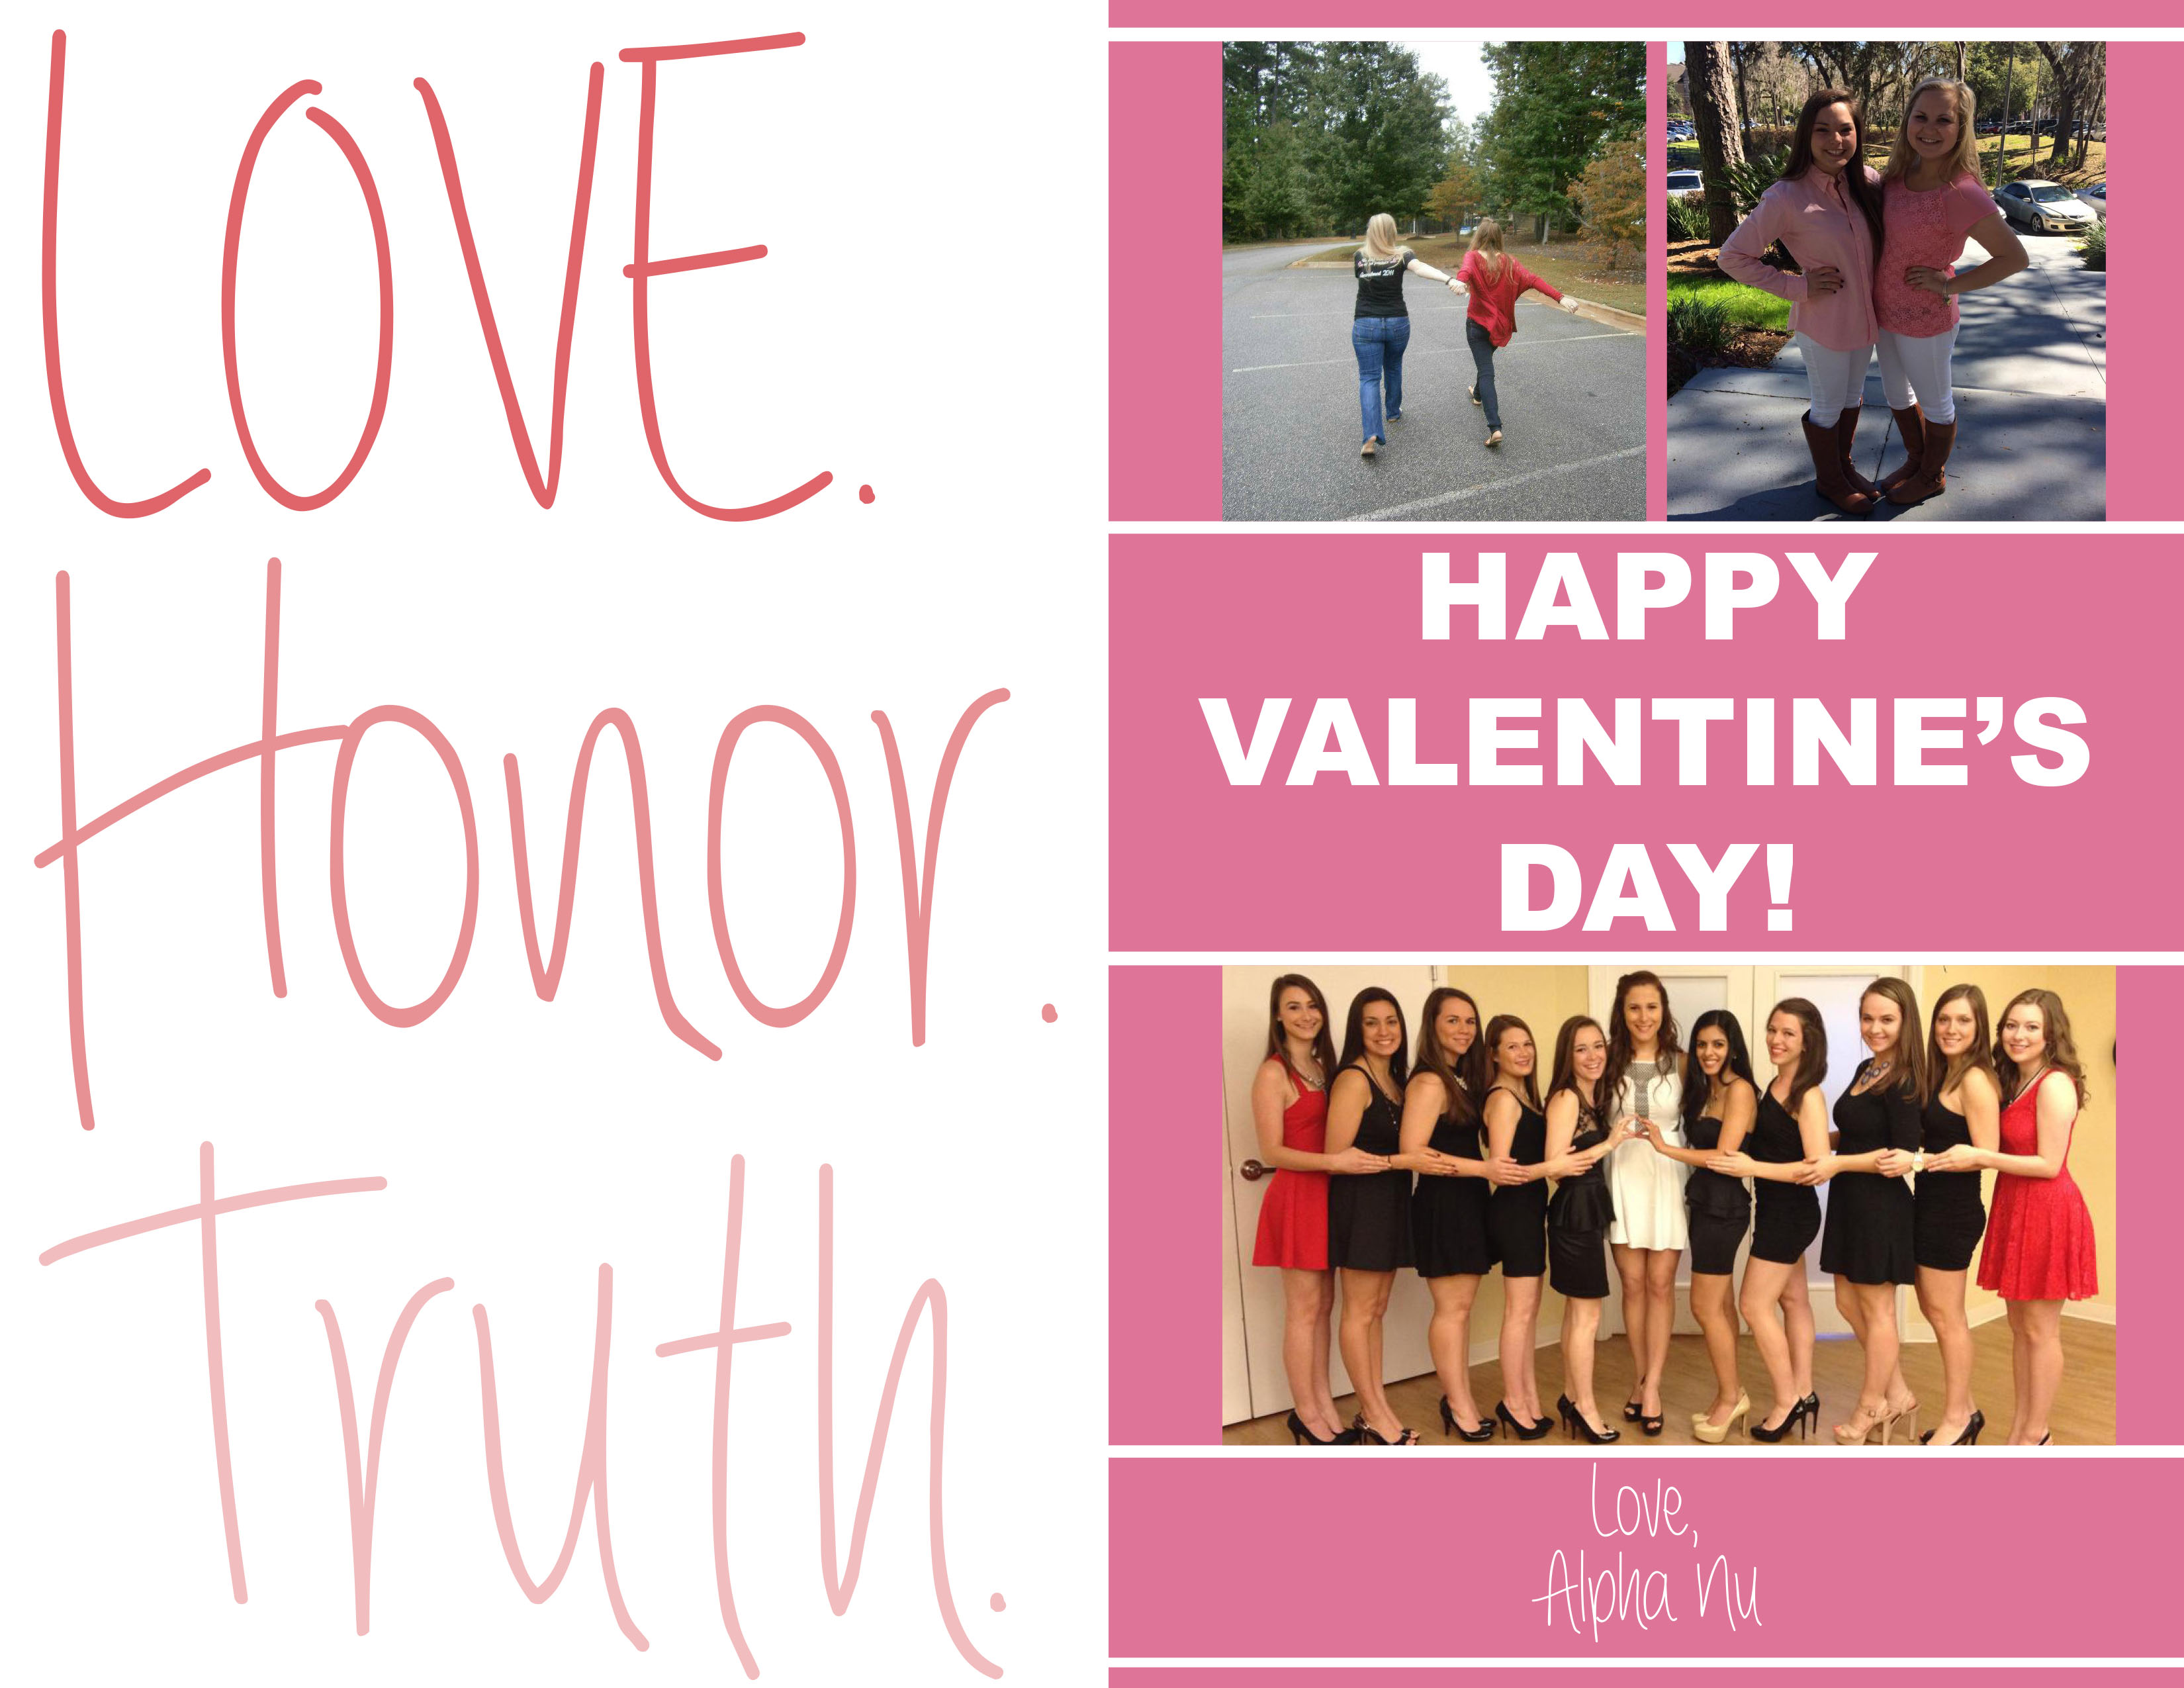 LOVE.
Honor.
Truth.
HAPPY
VALENTINE'S
DAY!
Love,
Alpha Nu